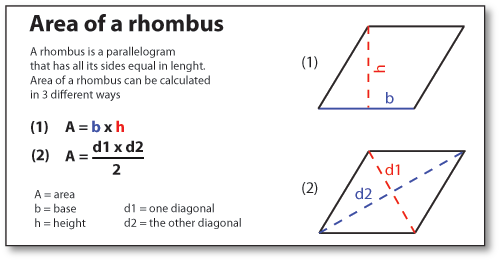 Area of a rhombus
A rhombus is a parallelogram
that has all its sides equal in lenght.
Area of a rhombus can be calculated
in 3 different ways
(1) A = b x h
(2) A = d1 x d2
2
A = area
b = base
h = height
d1 = one diagonal
d2 = the other diagonal
(1)
h
b
(2)
d1
d2